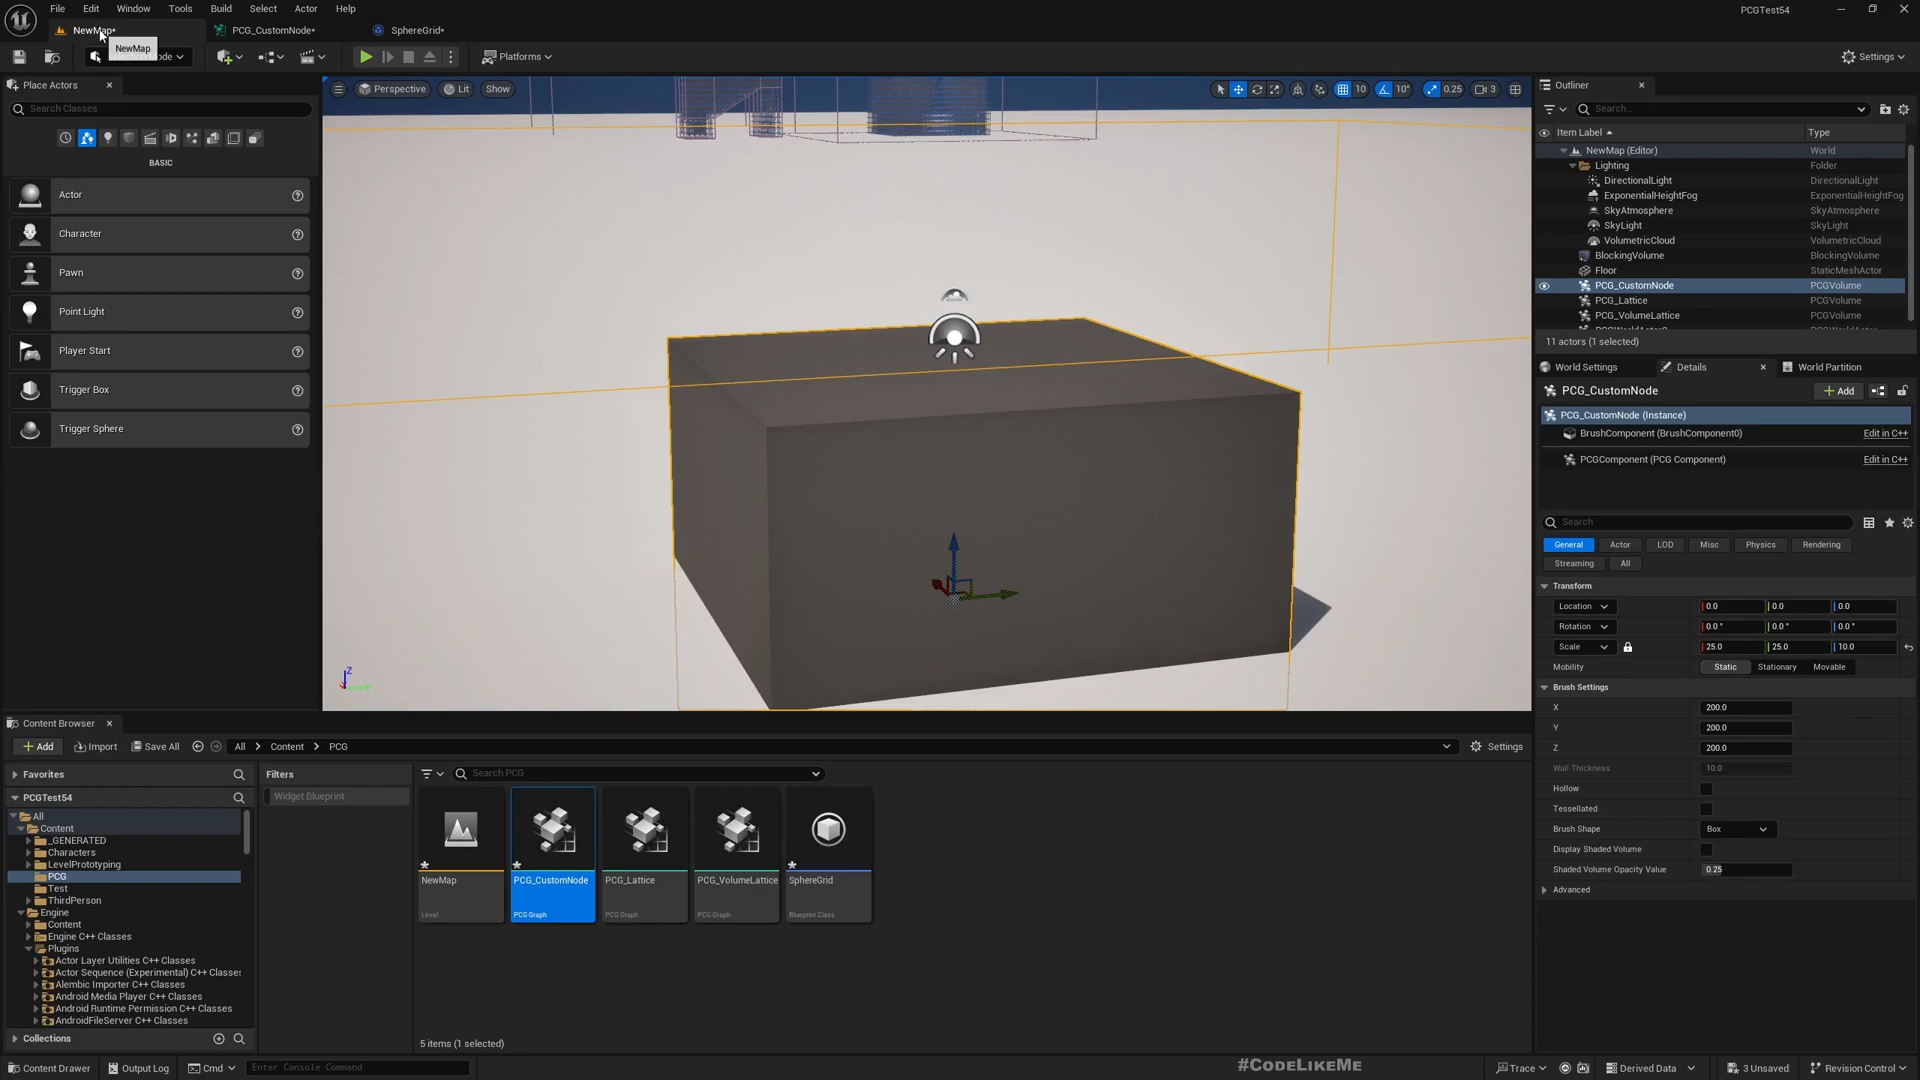 File Edit Window Tools Build Select Actor Help
PCGTest54
NewMap•
PCG_CustomNode•
SphereGrid•
NewMap
Platforms
Settings
Place Actors
Search Classes
BASIC
Actor
Character
Pawn
Point Light
Player Start
Trigger Box
Trigger Sphere
Perspective
Lit
Show
10
10°
0.25
3
Z
Outliner
Search...
Item Label
Type
NewMap (Editor) World
Lighting Folder
DirectionalLight DirectionalLight
ExponentialHeightFog ExponentialHeightFog
SkyAtmosphere SkyAtmosphere
SkyLight SkyLight
VolumetricCloud VolumetricCloud
BlockingVolume BlockingVolume
Floor StaticMeshActor
PCG_CustomNode PCGVolume
PCG_Lattice PCGVolume
PCG_VolumeLattice PCGVolume
11 actors (1 selected)
World Settings
Details
World Partition
PCG_CustomNode
Add
PCG_CustomNode (Instance)
BrushComponent (BrushComponent0) Edit in C++
PCGComponent (PCG Component) Edit in C++
Search
General Actor LOD Misc Physics Rendering
Streaming All
Transform
Location 0.0 0.0 0.0
Rotation 0.0 ° 0.0 ° 0.0 °
Scale 25.0 25.0 10.0
Mobility Static Stationary Movable
Brush Settings
X 200.0
Y 200.0
Z 200.0
Wall Thickness 10.0
Hollow
Tessellated
Brush Shape Box
Display Shaded Volume
Shaded Volume Opacity Value 0.25
Advanced
Content Browser
Add Import Save All All Content PCG
Settings
Favorites
PCGTest54
All
Content
_GENERATED
Characters
LevelPrototyping
PCG
Test
ThirdPerson
Engine
Content
Engine C++ Classes
Plugins
Actor Layer Utilities C++ Classes
Actor Sequence (Experimental) C++ Classes
Alembic Importer C++ Classes
Android Media Player C++ Classes
Android Runtime Permission C++ Classes
AndroidFileServer C++ Classes
Collections
Filters
Widget Blueprint
Search PCG
NewMap
Level
PCG_CustomNode
PCG Graph
PCG_Lattice
PCG Graph
PCG_VolumeLattice
PCG Graph
SphereGrid
Blueprint Class
5 items (1 selected)
#CodeLikeMe
Content Drawer
Output Log
Cmd
Enter Console Command
Trace
Derived Data
3 Unsaved
Revision Control